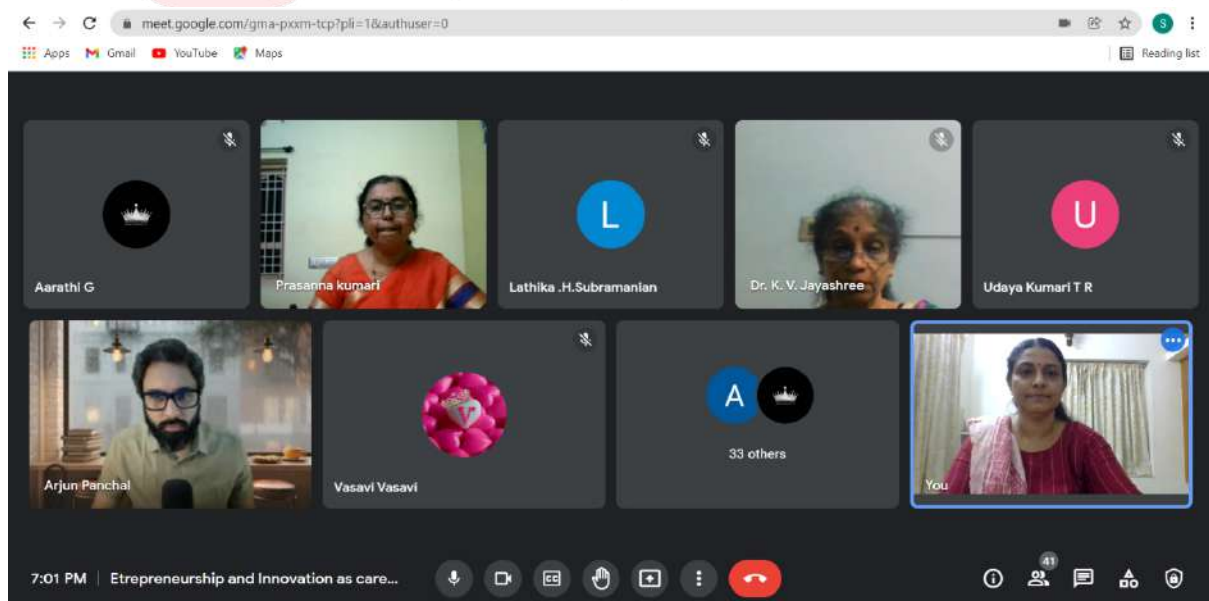 meet.google.com/gma-pxxm-tcp?pli=1&authuser=0
S
Apps Gmail YouTube Maps Reading list
Aarathi G
Prasanna kumari
L
Lathika .H.Subramanian
Dr. K. V. Jayashree
U
Udaya Kumari T R
Arjun Panchal
V
Vasavi Vasavi
A
33 others
You
7:01 PM | Etrepreneurship and Innovation as care...
CC
41